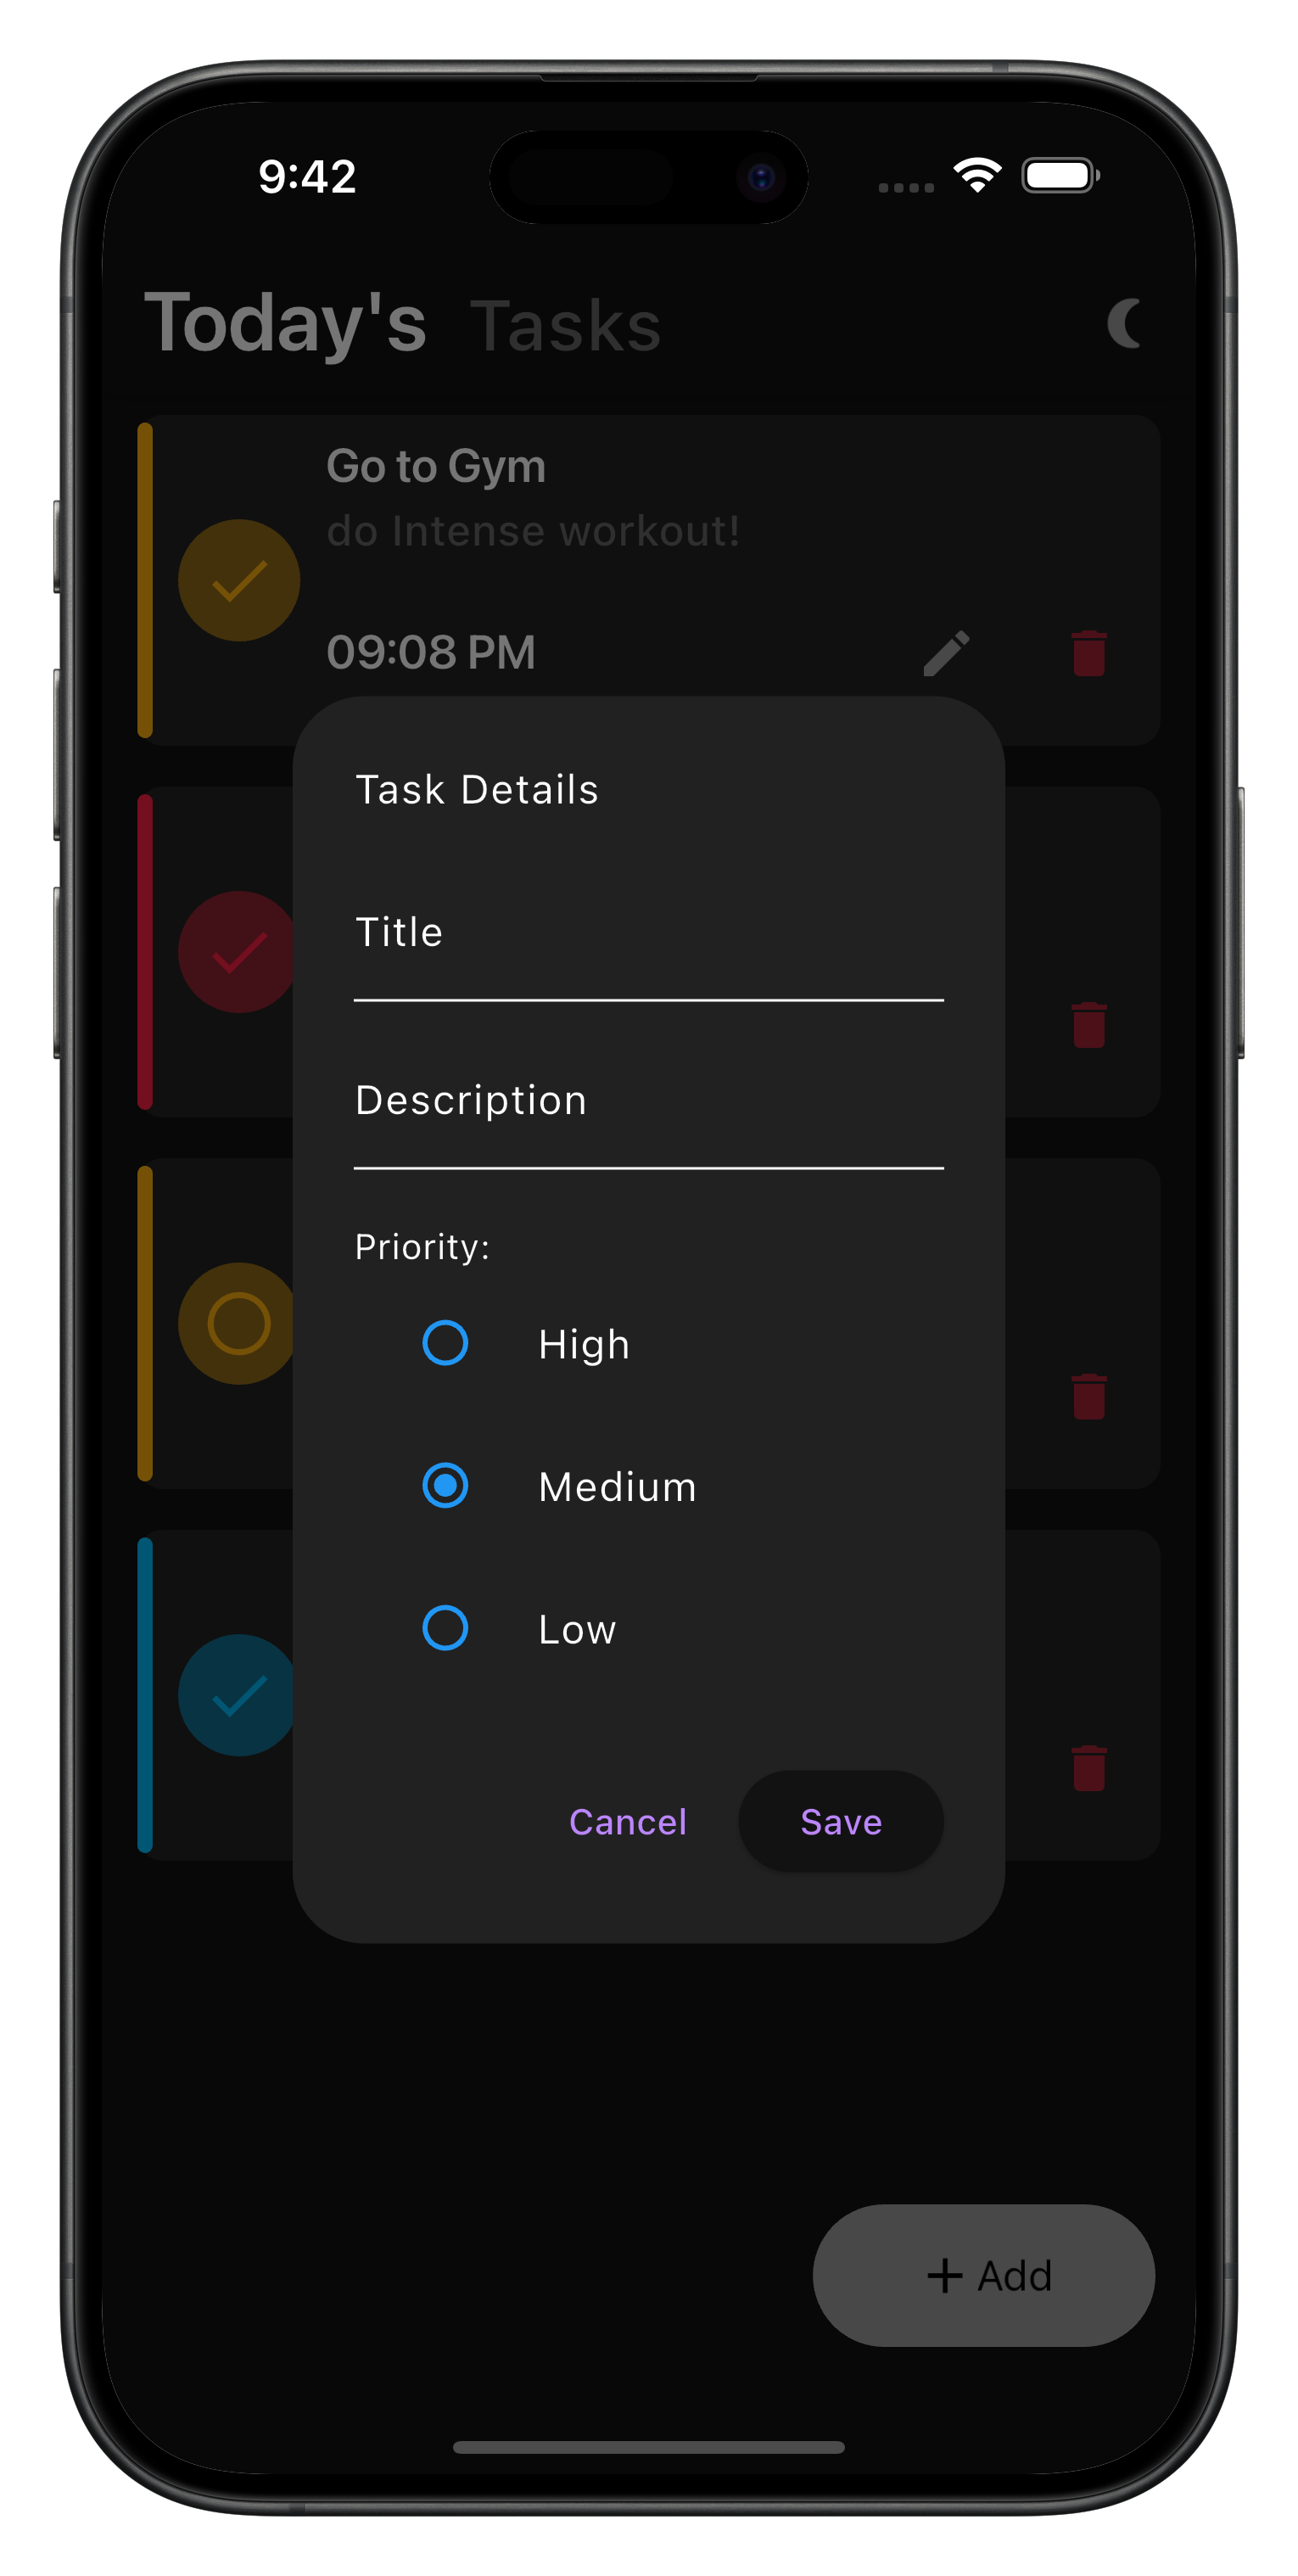 9:42
Today's Tasks
Go to Gym
do Intense workout!
09:08 PM
Task Details
Title
Description
Priority:
High
Medium
Low
Cancel Save
+ Add